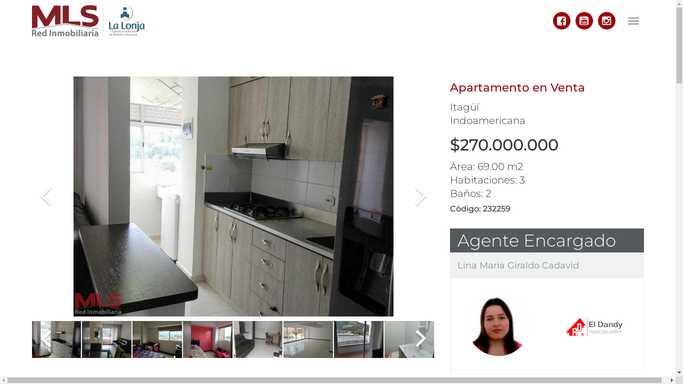 MLS
Red Inmobiliaria
La Lonja
Apartamento en Venta
Itagüí
Indoamericana
$270.000.000
Área: 69.00 m2
Habitaciones: 3
Baños: 2
Código: 232259
Agente Encargado
Lina Maria Giraldo Cadavid
El Dandy
MLS
Red Inmobiliaria